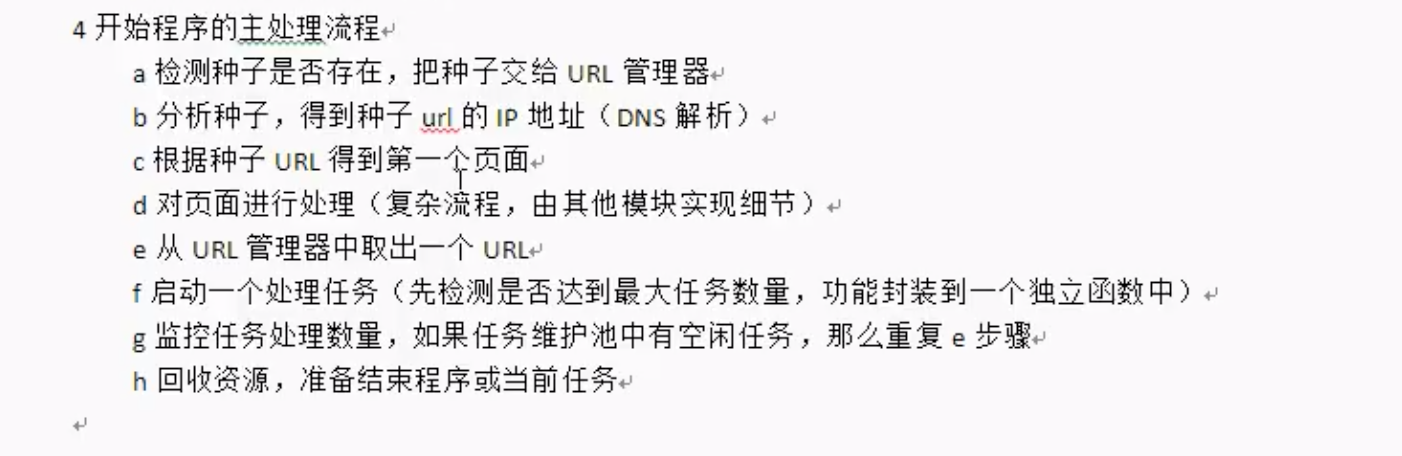 4 开始程序的主处理流程
a 检测种子是否存在，把种子交给 URL 管理器
b 分析种子，得到种子 url 的 IP 地址（DNS 解析）
c 根据种子 URL 得到第一个页面
d 对页面进行处理（复杂流程，由其他模块实现细节）
e 从 URL 管理器中取出一个 URL
f 启动一个处理任务（先检测是否达到最大任务数量，功能封装到一个独立函数中）
g 监控任务处理数量，如果任务维护池中有空闲任务，那么重复 e 步骤
h 回收资源，准备结束程序或当前任务